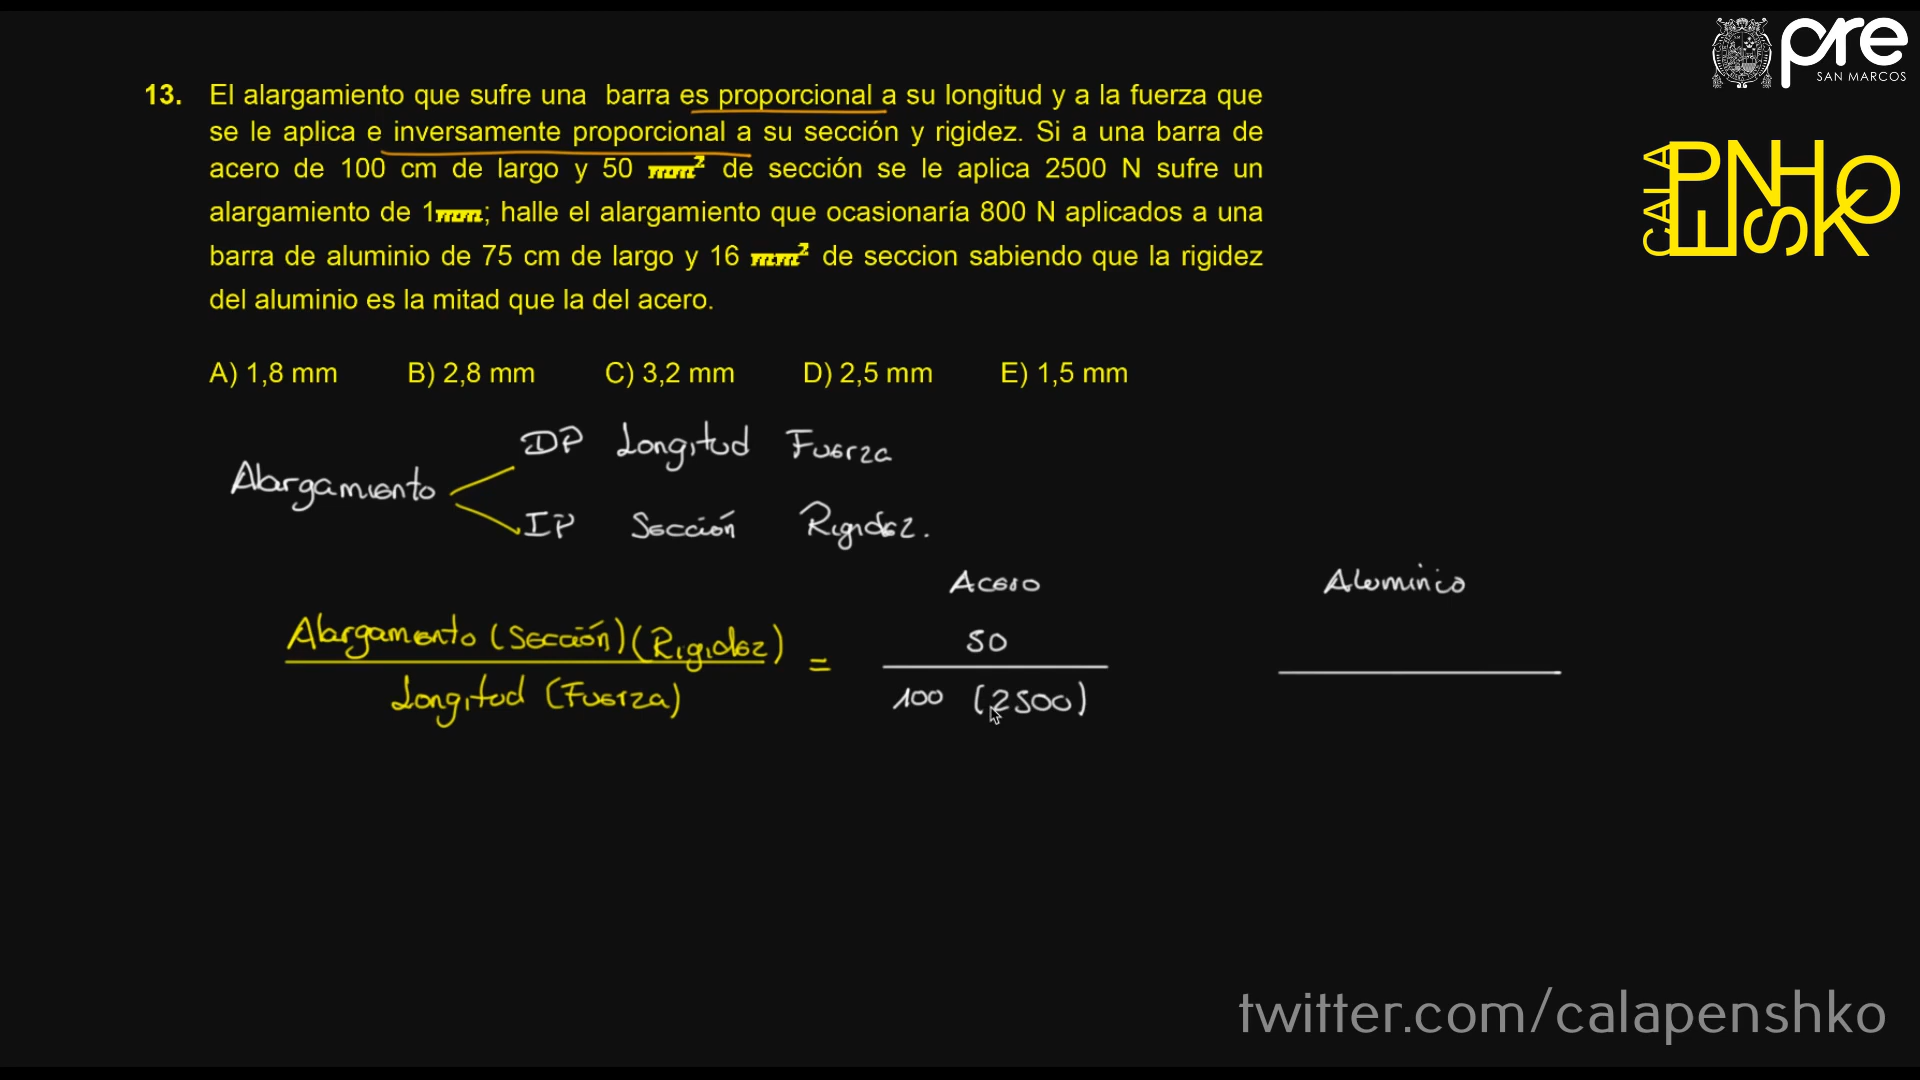 pre
SAN MARCOS
CALA
PENSHKO
13. El alargamiento que sufre una barra es proporcional a su longitud y a la fuerza que
se le aplica e inversamente proporcional a su sección y rigidez. Si a una barra de
acero de 100 cm de largo y 50 mm² de sección se le aplica 2500 N sufre un
alargamiento de 1mm; halle el alargamiento que ocasionaría 800 N aplicados a una
barra de aluminio de 75 cm de largo y 16 mm² de seccion sabiendo que la rigidez
del aluminio es la mitad que la del acero.
A) 1,8 mm B) 2,8 mm C) 3,2 mm D) 2,5 mm E) 1,5 mm
DP Longitud Fuerza
Alargamiento
IP Sección Rigidez.
Acero Aluminio
Alargamento (Sección) (Rigidez) = 50
Longitud (Fuerza) 100 (2500)
twitter.com/calapenshko